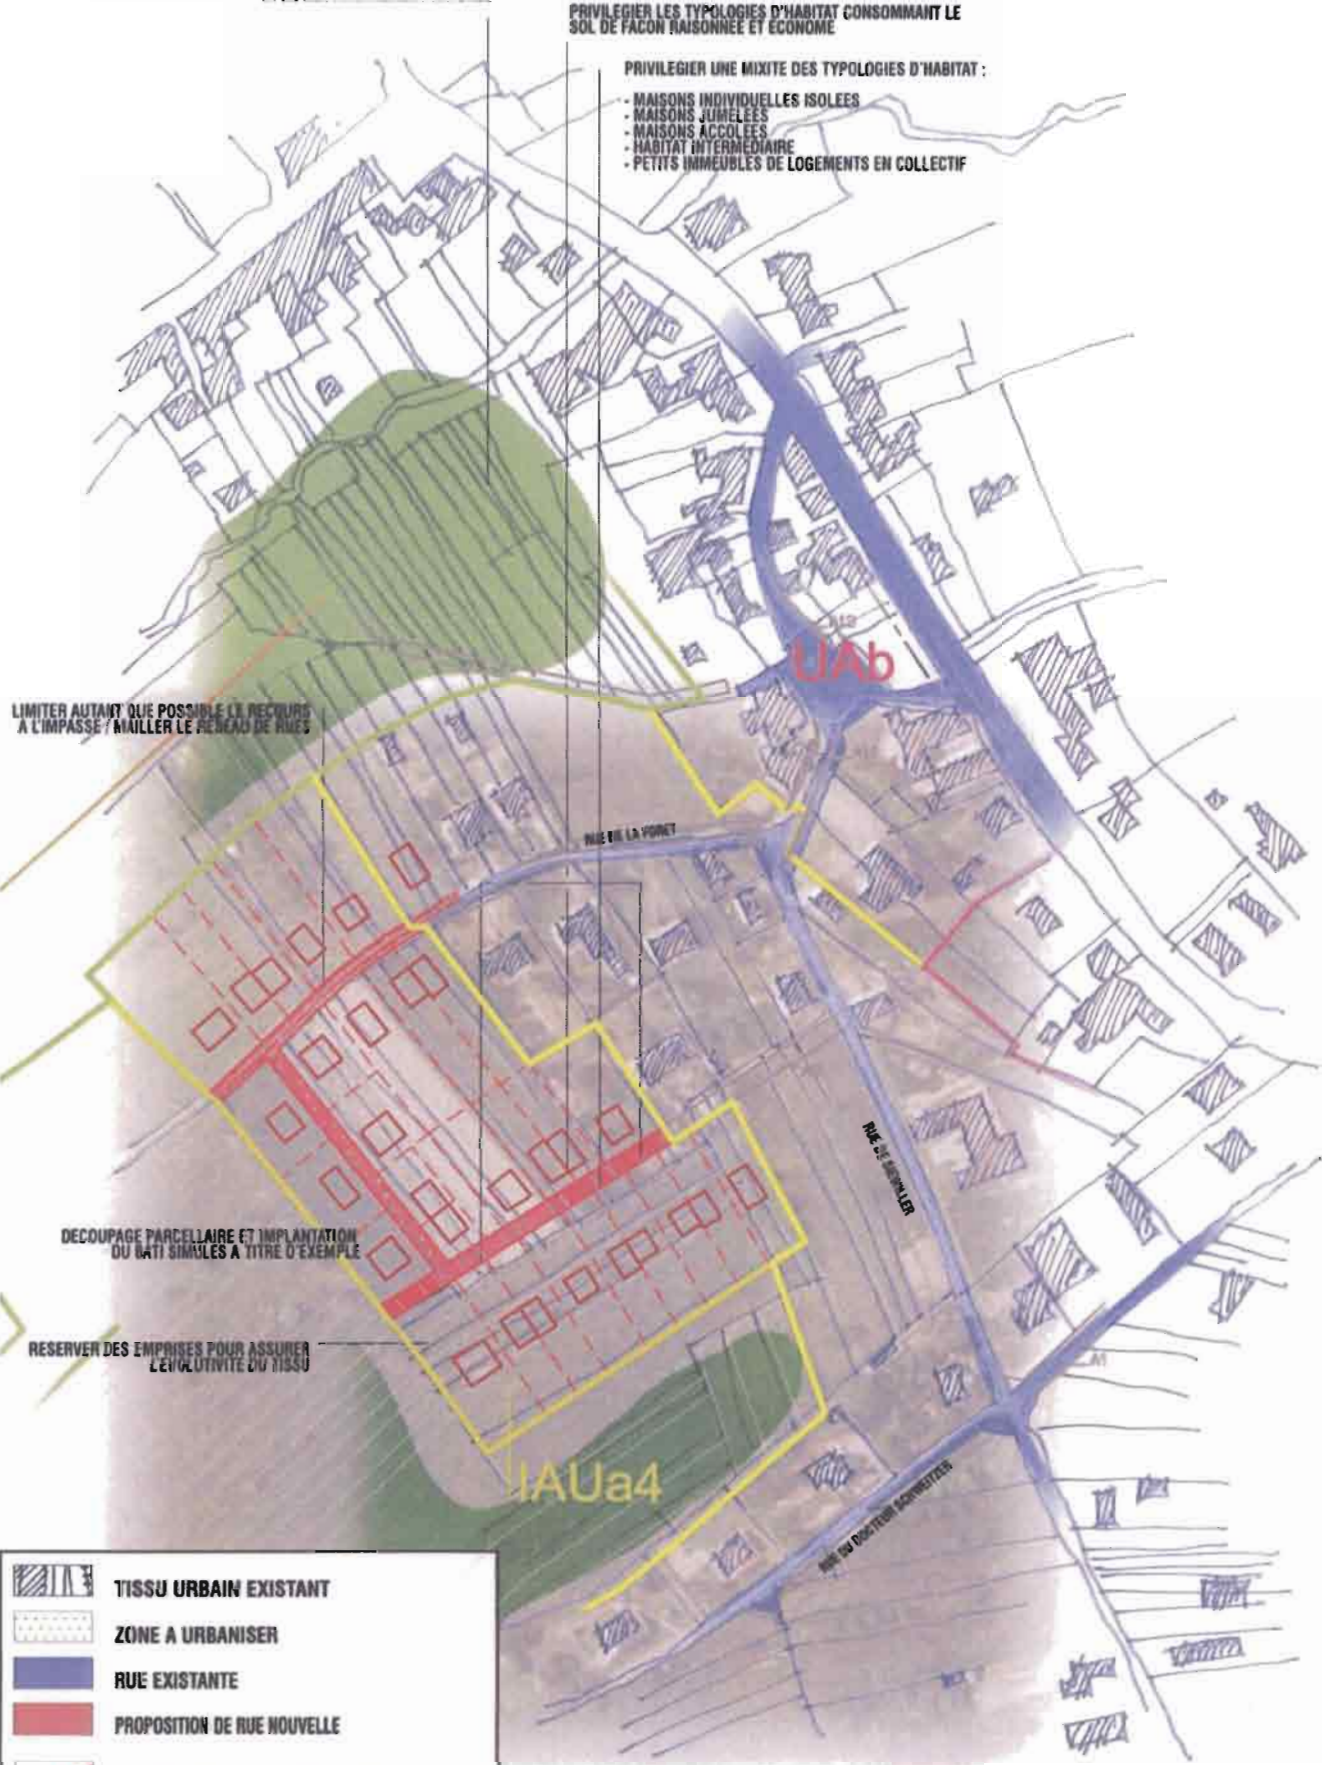 PRIVILEGIER LES TYPOLOGIES D'HABITAT CONSOMMANT LE
SOL DE FACON RAISONNEE ET ECONOME
PRIVILEGIER UNE MIXITE DES TYPOLOGIES D'HABITAT :
- MAISONS INDIVIDUELLES ISOLEES
- MAISONS JUMELEES
- MAISONS ACCOLEES
- HABITAT INTERMEDIAIRE
- PETITS IMMEUBLES DE LOGEMENTS EN COLLECTIF
UAb
LIMITER AUTANT QUE POSSIBLE LE RECOURS
A L'IMPASSE / MAILLER LE RESEAU DE RUES
RUE DE LA FORET
RUE DE
DECOUPAGE PARCELLAIRE ET IMPLANTATION
DU BATI SIMULES A TITRE D'EXEMPLE
RESERVER DES EMPRISES POUR ASSURER
L'EVOLUTIVITE DU TISSU
IAUa4
RUE DU DOCTEUR SCHWEITZER
TISSU URBAIN EXISTANT
ZONE A URBANISER
RUE EXISTANTE
PROPOSITION DE RUE NOUVELLE